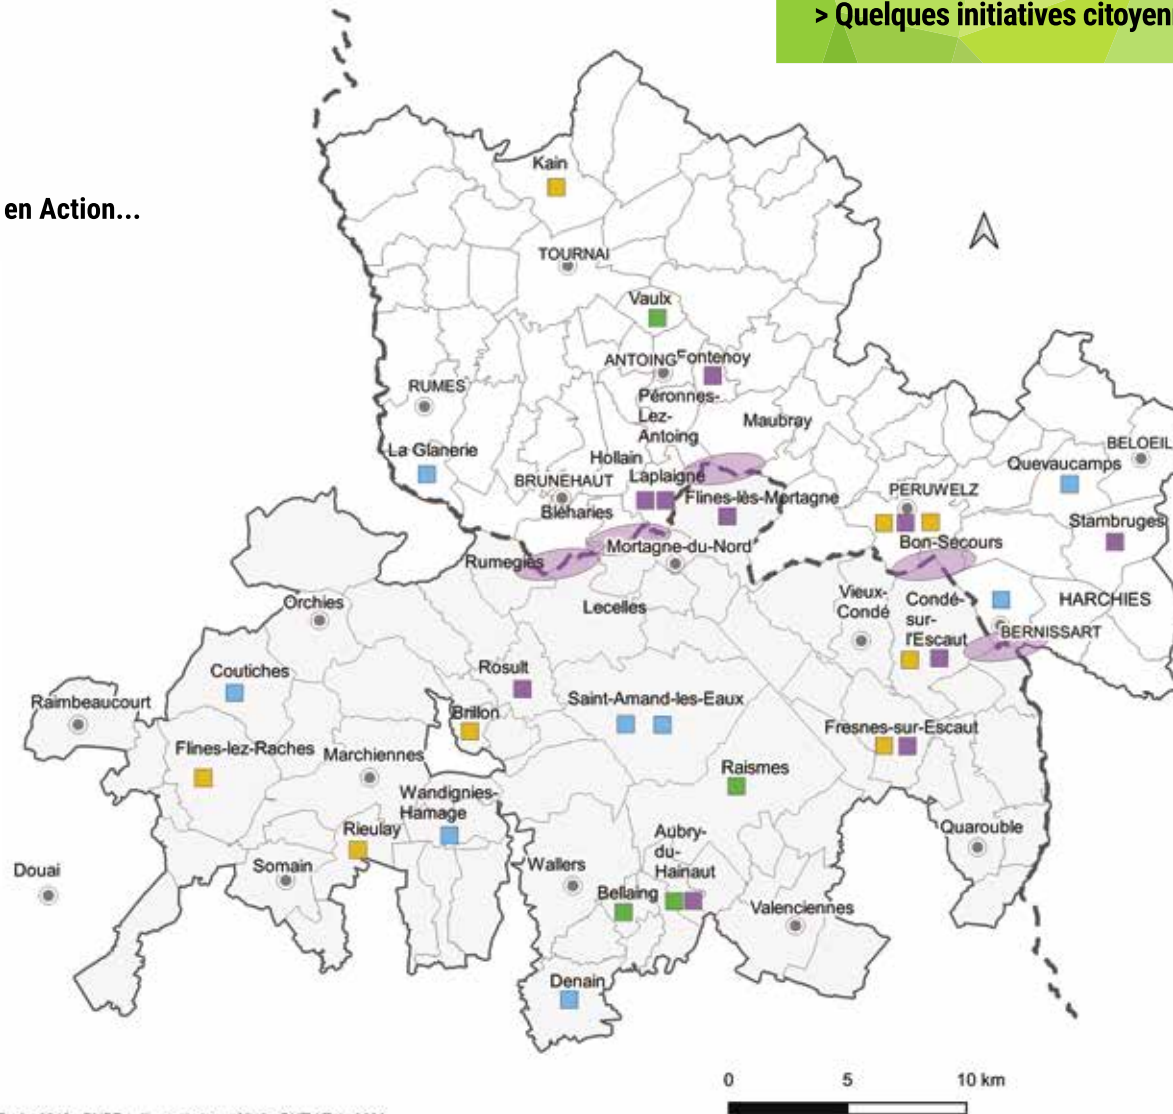 > Quelques initiatives citoyen
en Action...
Kain
TOURNAI
Vaulx
ANTOING
Fontenoy
RUMES
Péronnes-
Lez-
Antoing
Maubray
La Glanerie
Hollain
BELOEIL
Quevaucamps
BRUNEHAUT
Laplaigne
PERUWELZ
Flines-lès-Mortagne
Bléharies
Stambruges
Bon-Secours
Mortagne-du-Nord
Rumegies
Orchies
Lecelles
Vieux-
Condé
Condé-
sur-
l'Escaut
HARCHIES
BERNISSART
Coutiches
Rosult
Saint-Amand-les-Eaux
Raimbeaucourt
Brillon
Fresnes-sur-Escaut
Flines-lez-Raches
Marchiennes
Raismes
Wandignies-
Hamage
Rieulay
Quarouble
Aubry-
du-
Hainaut
Douai
Somain
Wallers
Bellaing
Valenciennes
Denain
0 5 10 km